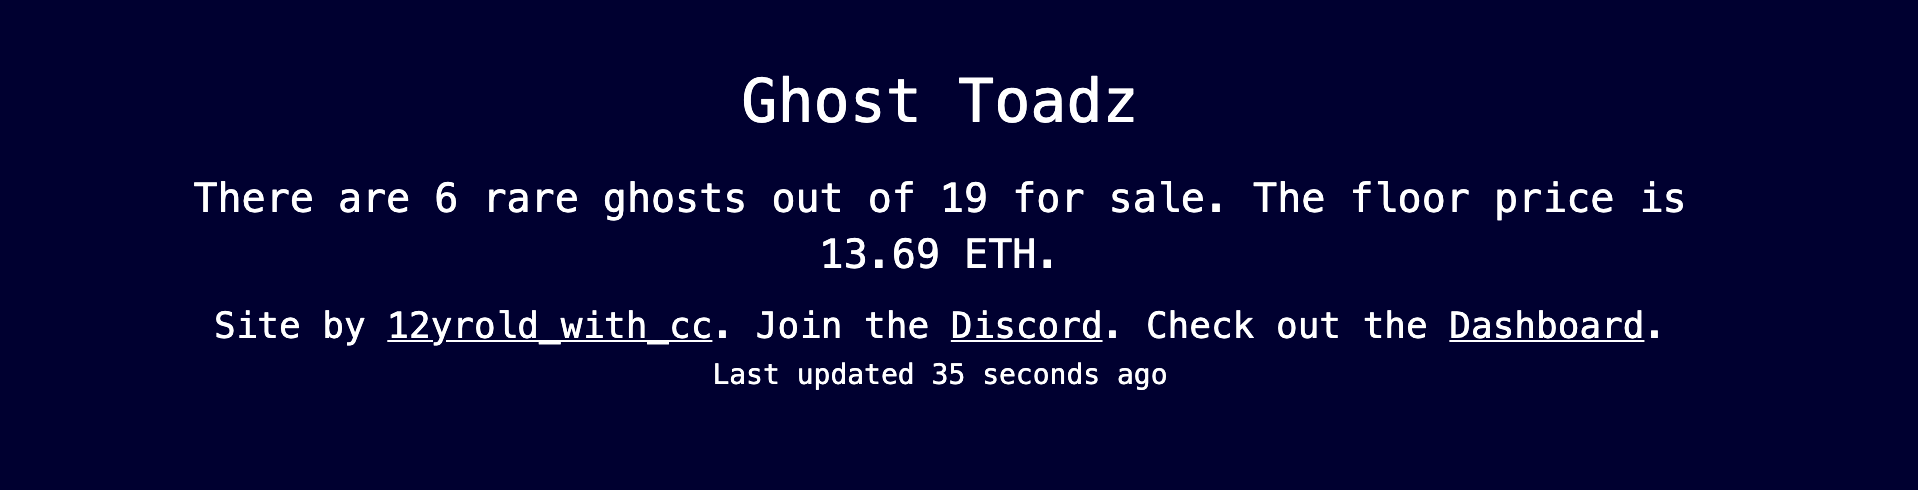 Ghost Toadz
There are 6 rare ghosts out of 19 for sale. The floor price is
13.69 ETH.
Site by 12yrold_with_cc. Join the Discord. Check out the Dashboard.
Last updated 35 seconds ago